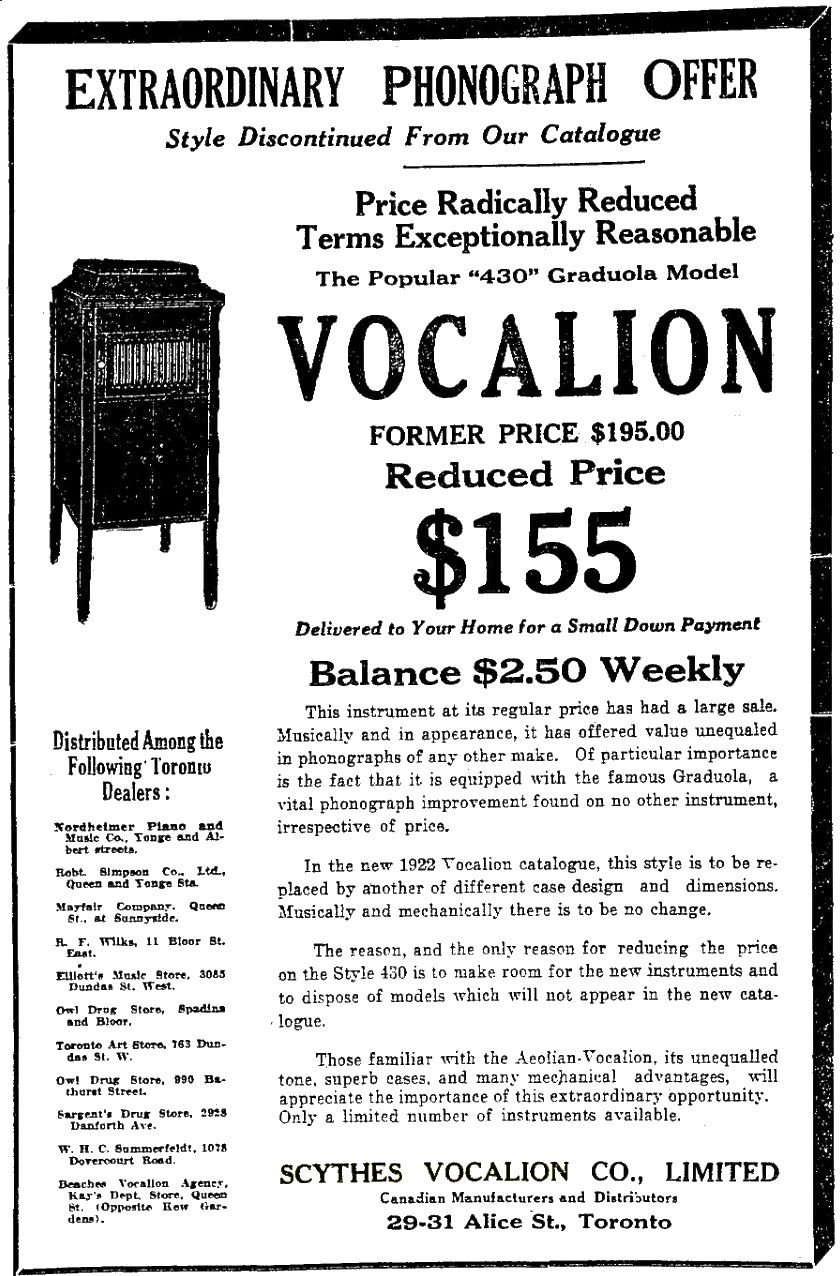 EXTRAORDINARY PHONOGRAPH OFFER
Style Discontinued From Our Catalogue
Price Radically Reduced
Terms Exceptionally Reasonable
The Popular “430” Graduola Model
VOCALION
FORMER PRICE $195.00
Reduced Price
$155
Delivered to Your Home for a Small Down Payment
Balance $2.50 Weekly
This instrument at its regular price has had a large sale.
Musically and in appearance, it has offered value unequaled
in phonographs of any other make. Of particular importance
is the fact that it is equipped with the famous Graduola, a
vital phonograph improvement found on no other instrument,
irrespective of price.
In the new 1922 Vocalion catalogue, this style is to be re-
placed by another of different case design and dimensions.
Musically and mechanically there is to be no change.
The reason, and the only reason for reducing the price
on the Style 430 is to make room for the new instruments and
to dispose of models which will not appear in the new cata-
logue.
Those familiar with the Aeolian-Vocalion, its unequalled
tone, superb cases, and many mechanical advantages, will
appreciate the importance of this extraordinary opportunity.
Only a limited number of instruments available.
SCYTHES VOCALION CO., LIMITED
Canadian Manufacturers and Distributors
29-31 Alice St., Toronto
Distributed Among the
Following Toronto
Dealers:
Nordheimer Piano and
Music Co., Yonge and Al-
bert streets.
Robt. Simpson Co., Ltd.,
Queen and Yonge Sts.
Mayfair Company, Queen
St., at Sunnyside.
R. F. Wilks, 11 Bloor St.
East.
Elliott's Music Store, 3085
Dundas St. West.
Owl Drug Store, Spadina
and Bloor.
Toronto Art Store, 763 Dun-
das St. W.
Owl Drug Store, 990 Ba-
thurst Street.
Sargent's Drug Store, 2928
Danforth Ave.
W. H. C. Summerfeldt, 1078
Dovercourt Road.
Beaches Vocalion Agency,
Kay's Dept. Store, Queen
St. (Opposite Kew Gar-
dens).